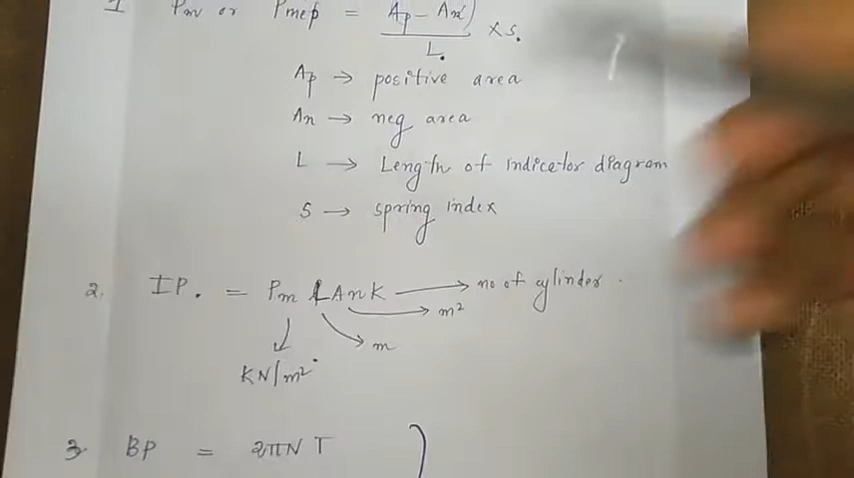 1 Pm or Pmep = Ap - An) / L. × s.
Ap → positive area
An → neg area
L → Length of indicator diagram
S → spring index
2, IP. = Pm LAnK → no of cylinder .
→ m²
→ m
KN/m²
3 BP = 2πNT )